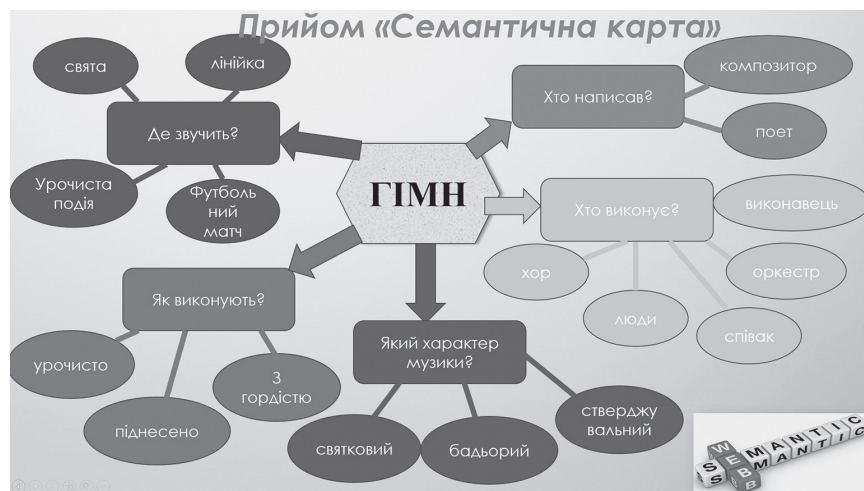 Прийом «Семантична карта»
свята
лінійка
Де звучить?
Урочиста
подія
Футболь
ний
матч
ГІМН
Хто написав?
композитор
поет
Хто виконує?
виконавець
хор
люди
співак
оркестр
Як виконують?
урочисто
піднесено
З
гордістю
Який характер
музики?
святковий
бадьорий
стверджу
вальний
SEMANTIC
WEB